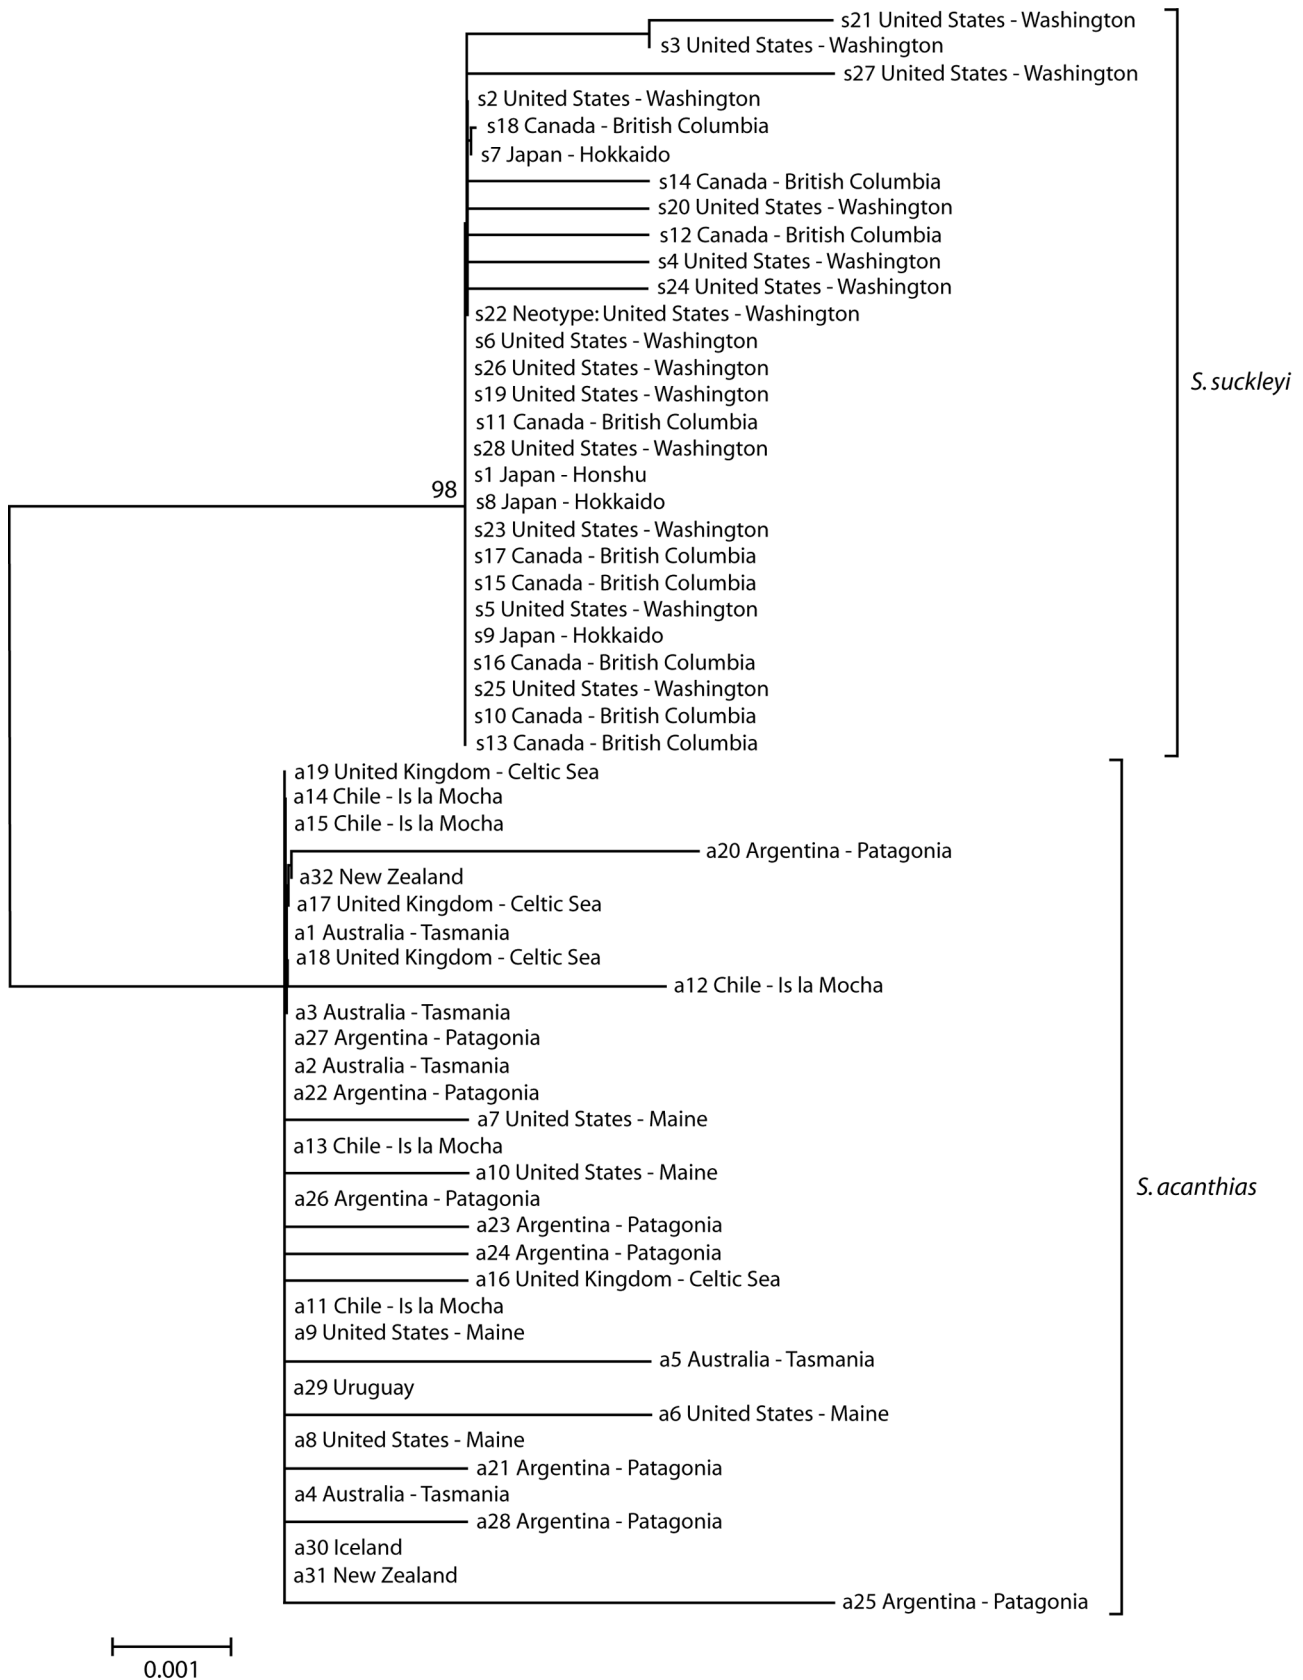 s21 United States - Washington
s3 United States - Washington
s27 United States - Washington
s2 United States - Washington
s18 Canada - British Columbia
s7 Japan - Hokkaido
s14 Canada - British Columbia
s20 United States - Washington
s12 Canada - British Columbia
s4 United States - Washington
s24 United States - Washington
s22 Neotype: United States - Washington
s6 United States - Washington
s26 United States - Washington
S. suckleyi
s19 United States - Washington
s11 Canada - British Columbia
s28 United States - Washington
s1 Japan - Honshu
98
s8 Japan - Hokkaido
s23 United States - Washington
s17 Canada - British Columbia
s15 Canada - British Columbia
s5 United States - Washington
s9 Japan - Hokkaido
s16 Canada - British Columbia
s25 United States - Washington
s10 Canada - British Columbia
s13 Canada - British Columbia
a19 United Kingdom - Celtic Sea
a14 Chile - Is la Mocha
a15 Chile - Is la Mocha
a20 Argentina - Patagonia
a32 New Zealand
a17 United Kingdom - Celtic Sea
a1 Australia - Tasmania
a18 United Kingdom - Celtic Sea
a12 Chile - Is la Mocha
a3 Australia - Tasmania
a27 Argentina - Patagonia
a2 Australia - Tasmania
a22 Argentina - Patagonia
a7 United States - Maine
a13 Chile - Is la Mocha
a10 United States - Maine
S. acanthias
a26 Argentina - Patagonia
a23 Argentina - Patagonia
a24 Argentina - Patagonia
a16 United Kingdom - Celtic Sea
a11 Chile - Is la Mocha
a9 United States - Maine
a5 Australia - Tasmania
a29 Uruguay
a6 United States - Maine
a8 United States - Maine
a21 Argentina - Patagonia
a4 Australia - Tasmania
a28 Argentina - Patagonia
a30 Iceland
a31 New Zealand
a25 Argentina - Patagonia
0.001